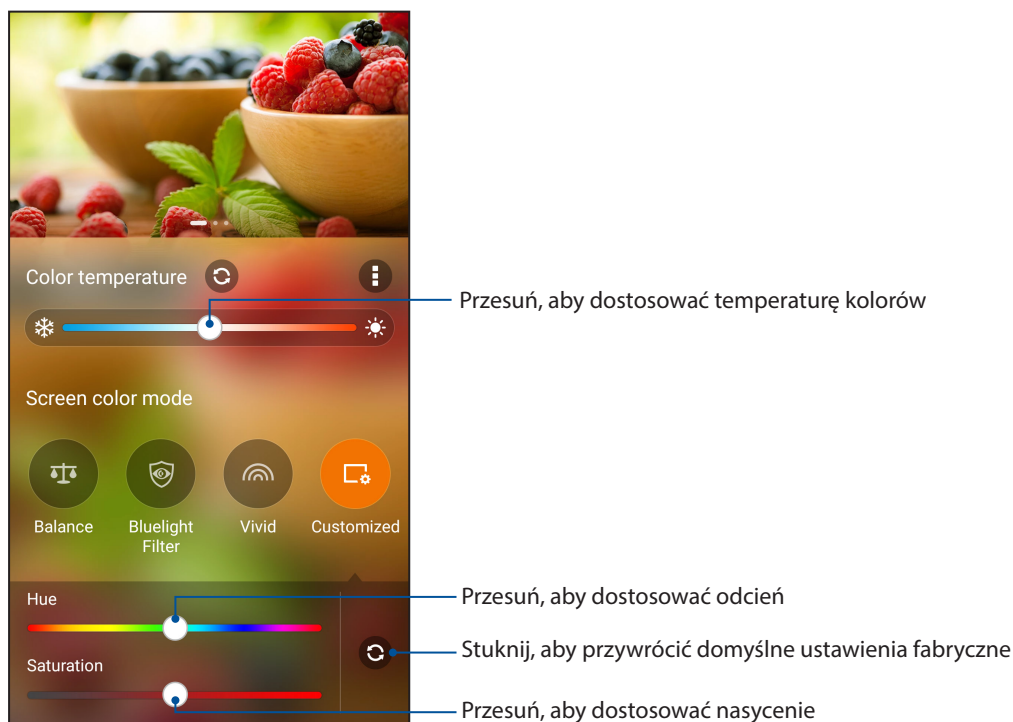 Color temperature
Przesuń, aby dostosować temperaturę kolorów
Screen color mode
Balance
Bluelight
Filter
Vivid
Customized
Hue
Przesuń, aby dostosować odcień
Stuknij, aby przywrócić domyślne ustawienia fabryczne
Saturation
Przesuń, aby dostosować nasycenie